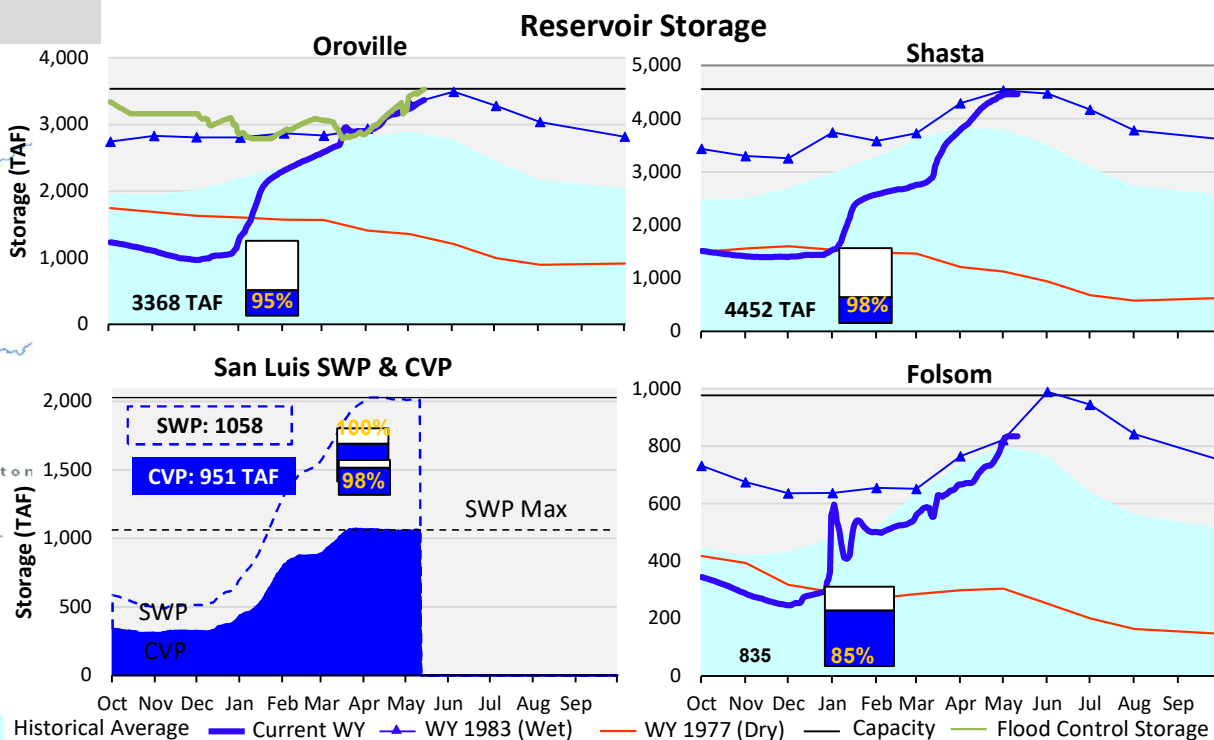 Reservoir Storage
Oroville
Storage (TAF)
4,000
3,000
2,000
1,000
0
3368 TAF
95%
Oct Nov Dec Jan Feb Mar Apr May Jun Jul Aug Sep
Shasta
5,000
4,000
3,000
2,000
1,000
0
4452 TAF
98%
Oct Nov Dec Jan Feb Mar Apr May Jun Jul Aug Sep
San Luis SWP & CVP
Storage (TAF)
2,000
1,500
1,000
500
0
SWP: 1058
CVP: 951 TAF
100%
98%
SWP Max
SWP
CVP
Oct Nov Dec Jan Feb Mar Apr May Jun Jul Aug Sep
Folsom
1,000
800
600
400
200
0
835
85%
Oct Nov Dec Jan Feb Mar Apr May Jun Jul Aug Sep
ton
Historical Average Current WY WY 1983 (Wet) WY 1977 (Dry) Capacity Flood Control Storage